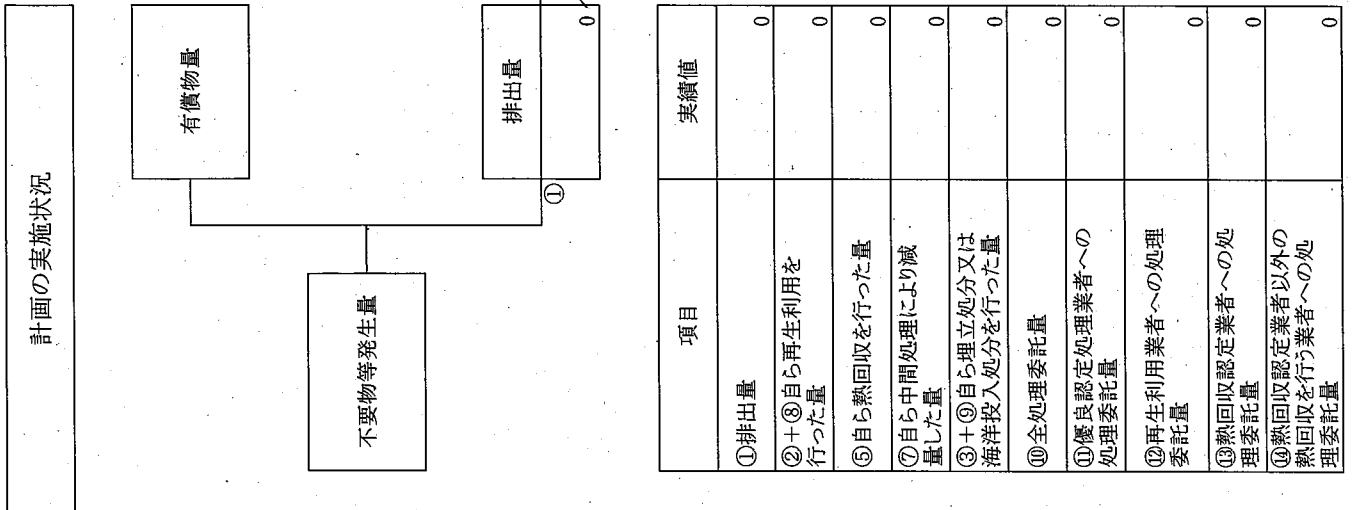 計画の実施状況
不要物等発生量
有償物量
①
排出量
0
項目
実績値
①排出量
0
②+⑧自ら再生利用を
行った量
0
⑤自ら熱回収を行った量
0
⑦自ら中間処理により減
量した量
0
③+⑨自ら埋立処分又は
海洋投入処分を行った量
0
⑩全処理委託量
0
⑪優良認定処理業者への
処理委託量
0
⑫再生利用業者への処理
委託量
0
⑬熱回収認定業者への処
理委託量
0
⑭熱回収認定業者以外の
熱回収を行う業者への処
理委託量
0